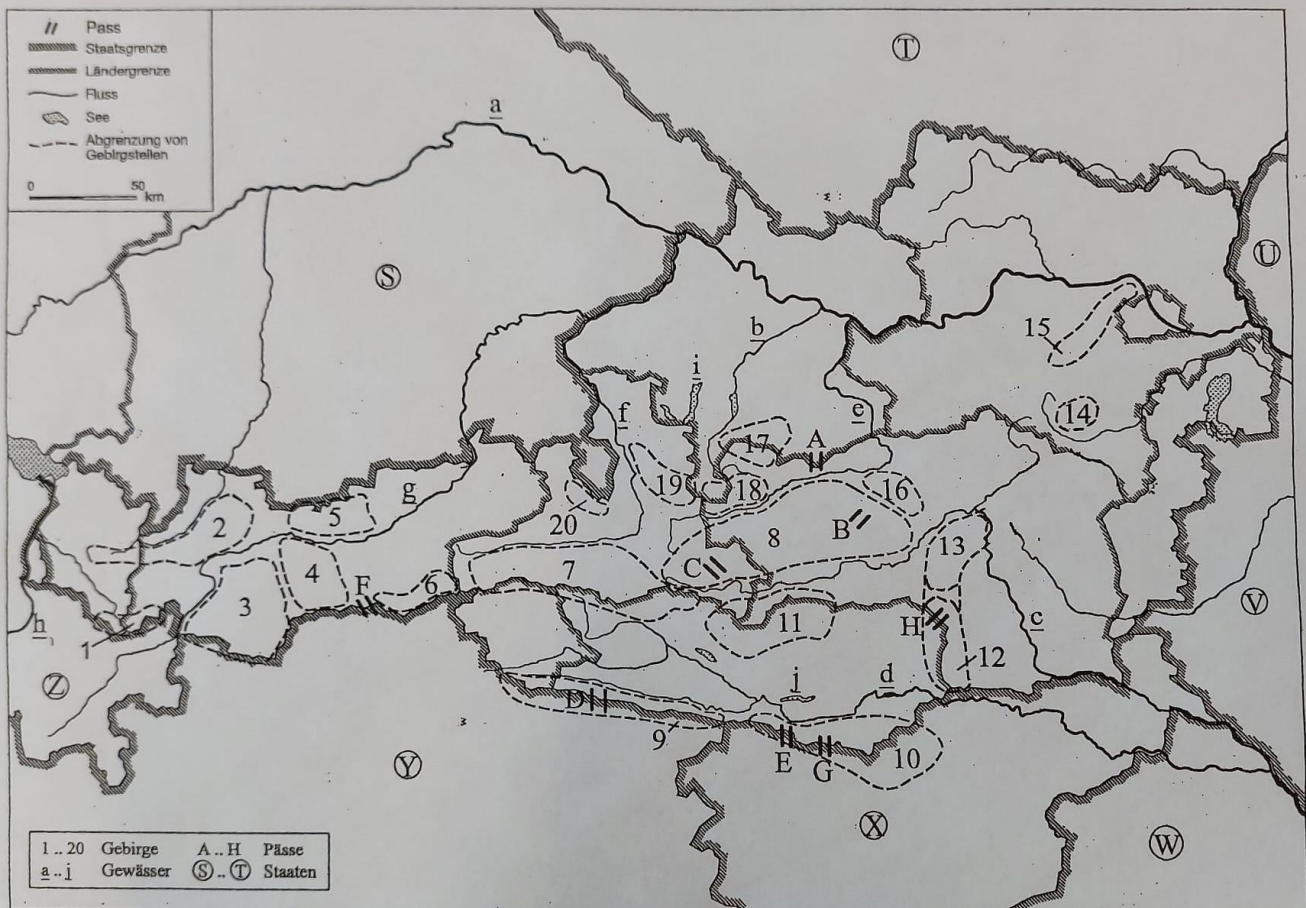 Pass
Staatsgrenze
Ländergrenze
Fluss
See
Abgrenzung von
Gebirgsteilen
0 50
km
a
T
S
U
15
b
i
14
f
e
17
A
g
19
18
16
2
5
20
B
8
13
4
C
7
F
6
3
V
h
11
H
c
1
12
Z
j
d
D
9
E
G
10
Y
X
W
1 .. 20 Gebirge A .. H Pässe
a .. j Gewässer S .. T Staaten